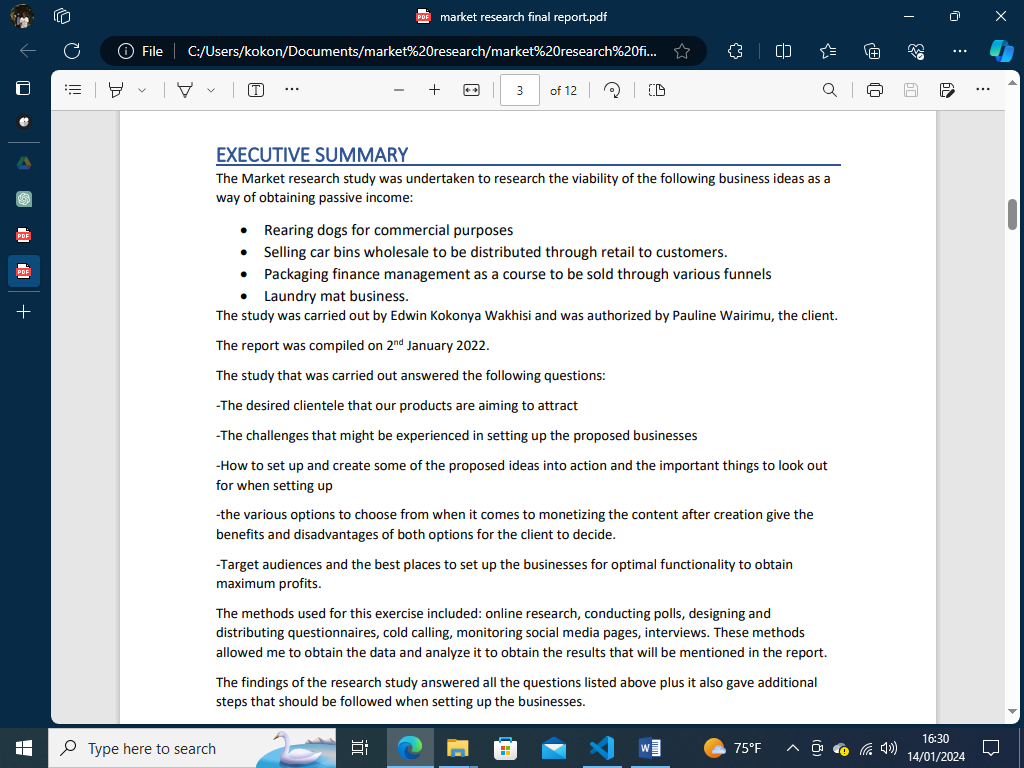 market research final report.pdf
File
C:/Users/kokon/Documents/market%20research/market%20research%20fi...
3 of 12
EXECUTIVE SUMMARY
The Market research study was undertaken to research the viability of the following business ideas as a
way of obtaining passive income:
• Rearing dogs for commercial purposes
• Selling car bins wholesale to be distributed through retail to customers.
• Packaging finance management as a course to be sold through various funnels
• Laundry mat business.
The study was carried out by Edwin Kokonya Wakhisi and was authorized by Pauline Wairimu, the client.
The report was compiled on 2nd January 2022.
The study that was carried out answered the following questions:
-The desired clientele that our products are aiming to attract
-The challenges that might be experienced in setting up the proposed businesses
-How to set up and create some of the proposed ideas into action and the important things to look out
for when setting up
-the various options to choose from when it comes to monetizing the content after creation give the
benefits and disadvantages of both options for the client to decide.
-Target audiences and the best places to set up the businesses for optimal functionality to obtain
maximum profits.
The methods used for this exercise included: online research, conducting polls, designing and
distributing questionnaires, cold calling, monitoring social media pages, interviews. These methods
allowed me to obtain the data and analyze it to obtain the results that will be mentioned in the report.
The findings of the research study answered all the questions listed above plus it also gave additional
steps that should be followed when setting up the businesses.
Type here to search
75°F
16:30
14/01/2024